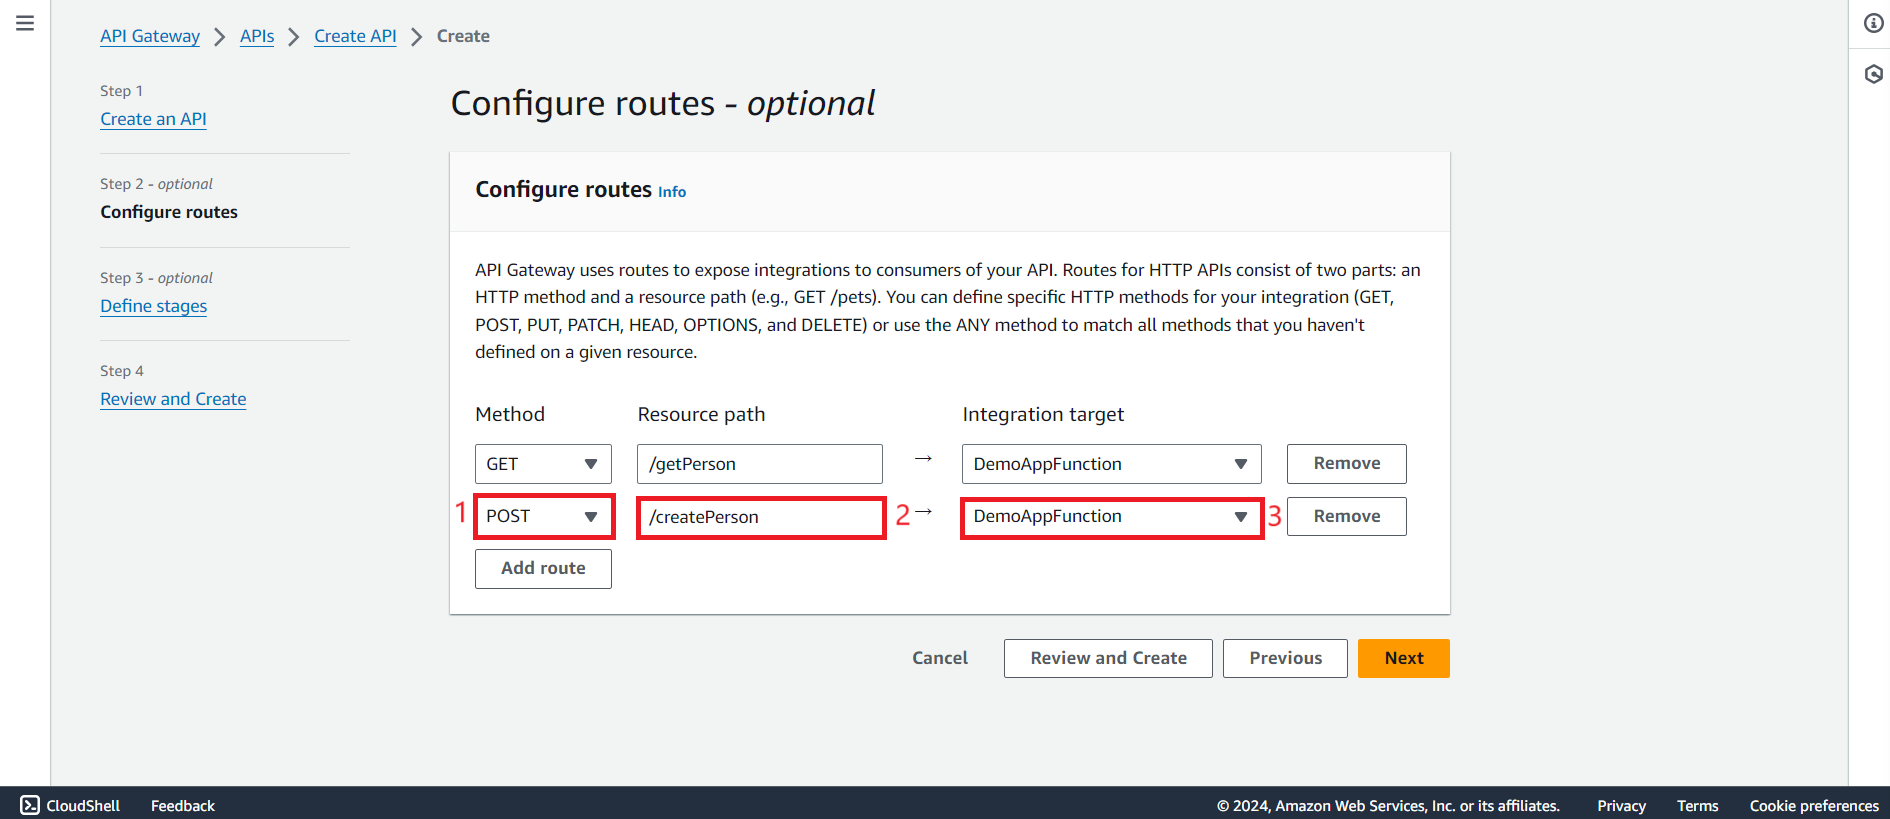 API Gateway > APIs > Create API > Create
Step 1
Create an API
Step 2 - optional
Configure routes
Step 3 - optional
Define stages
Step 4
Review and Create
Configure routes - optional
Configure routes Info
API Gateway uses routes to expose integrations to consumers of your API. Routes for HTTP APIs consist of two parts: an
HTTP method and a resource path (e.g., GET /pets). You can define specific HTTP methods for your integration (GET,
POST, PUT, PATCH, HEAD, OPTIONS, and DELETE) or use the ANY method to match all methods that you haven't
defined on a given resource.
Method Resource path Integration target
GET /getPerson → DemoAppFunction Remove
1 POST /createPerson 2 → DemoAppFunction 3 Remove
Add route
Cancel Review and Create Previous Next
CloudShell Feedback © 2024, Amazon Web Services, Inc. or its affiliates. Privacy Terms Cookie preferences